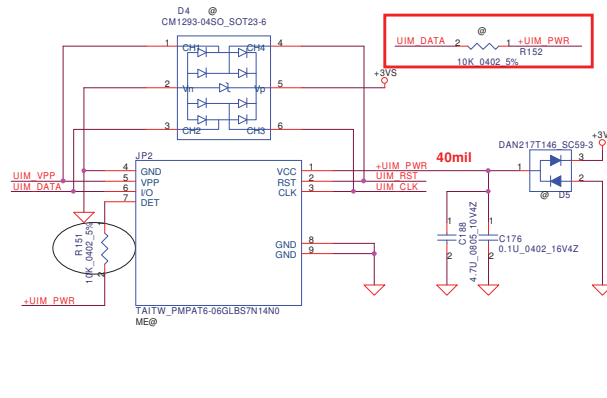 D4 @
CM1293-04SO_SOT23-6
1 CH1 CH4 4
2 Vn Vp 5
3 CH2 CH3 6
+3VS
@
UIM_DATA 2 1 +UIM_PWR
R152
10K_0402_5%
JP2
4 GND VCC 1 +UIM_PWR
UIM_VPP 5 VPP RST 2 UIM_RST
UIM_DATA 6 I/O CLK 3 UIM_CLK
7 DET
GND 8
GND 9
40mil
DAN217T146_SC59-3
+3V
1 3
2
@ D5
1
R151
10K_0402_5%
2
+UIM_PWR
TAITW_PMPAT6-06GLBS7N14N0
ME@
1
C188
4.7U_0805_10V4Z
2
1
C176
0.1U_0402_16V4Z
2